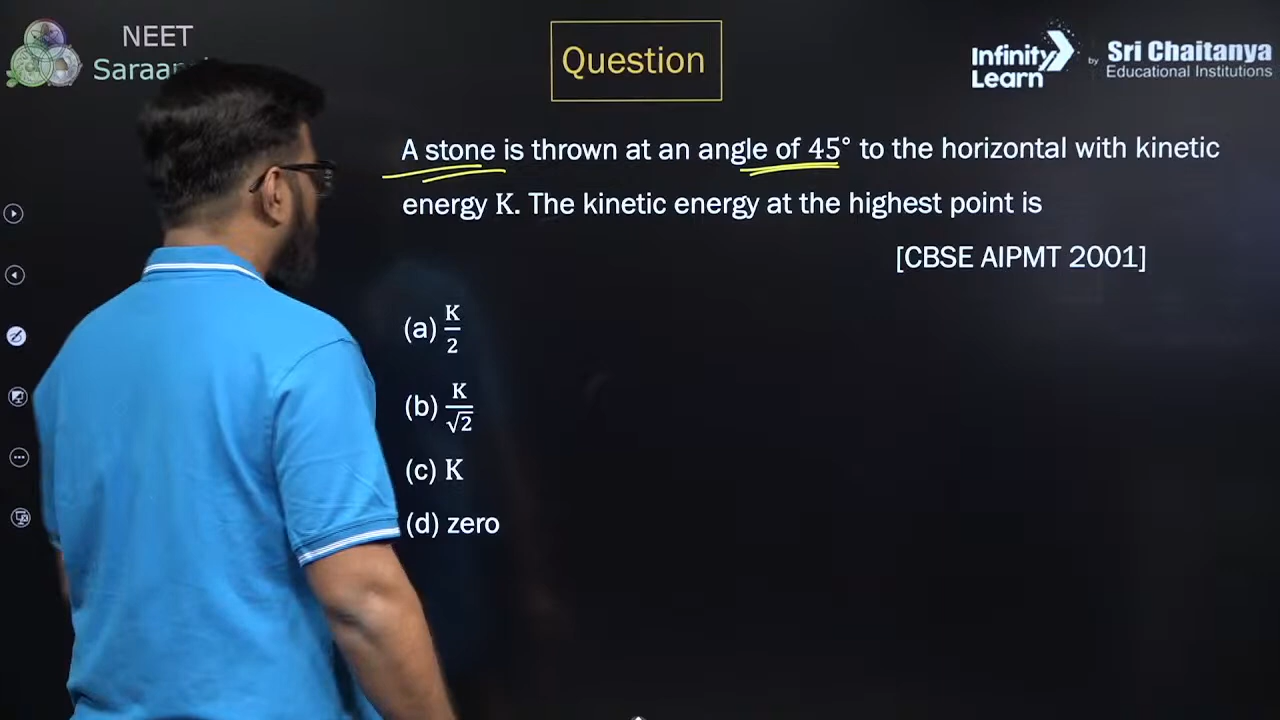 NEET
Question
Infinity Learn
by
Sri Chaitanya
Educational Institutions
A stone is thrown at an angle of 45° to the horizontal with kinetic
energy K. The kinetic energy at the highest point is
[CBSE AIPMT 2001]
(a) K/2
(b) K/√2
(c) K
(d) zero